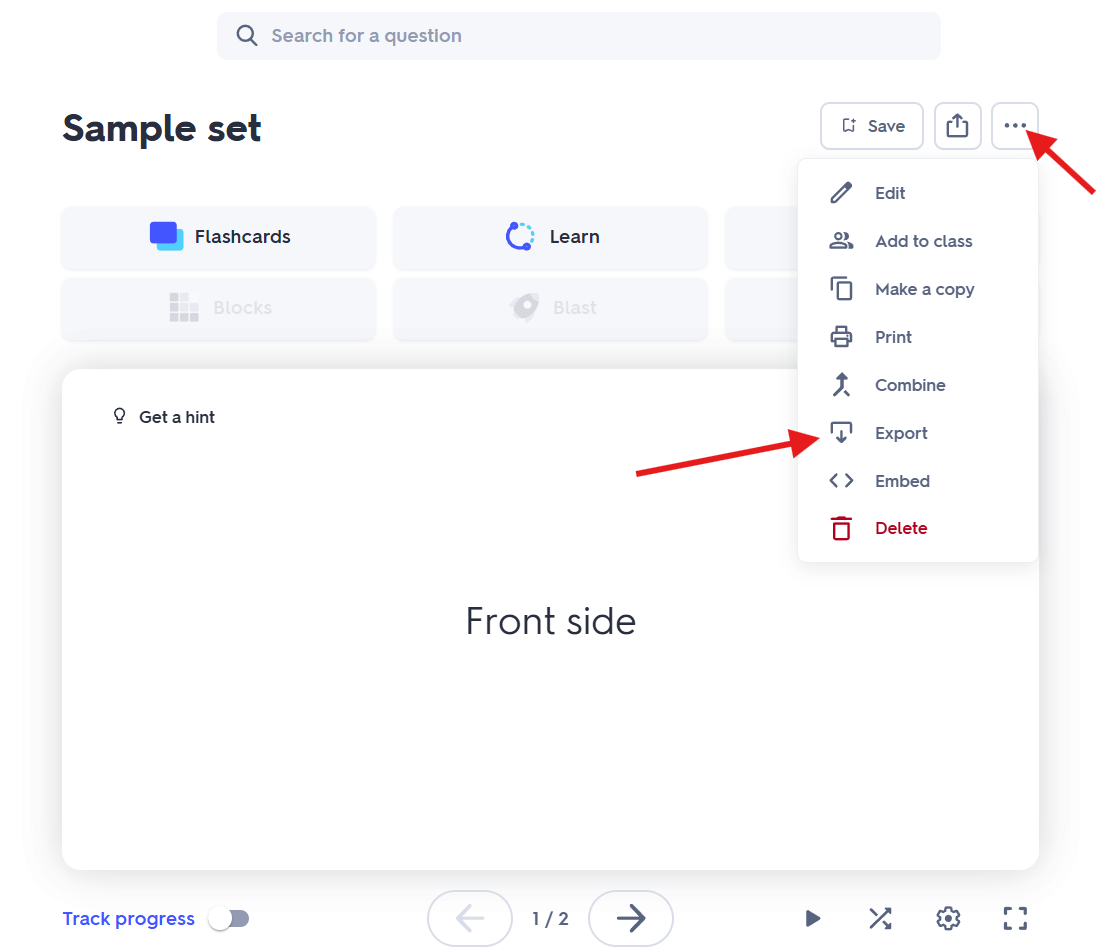 Search for a question
Sample set
Save
Edit
Add to class
Make a copy
Print
Combine
Export
Embed
Delete
Flashcards
Learn
Blocks
Blast
Get a hint
Front side
Track progress
1 / 2